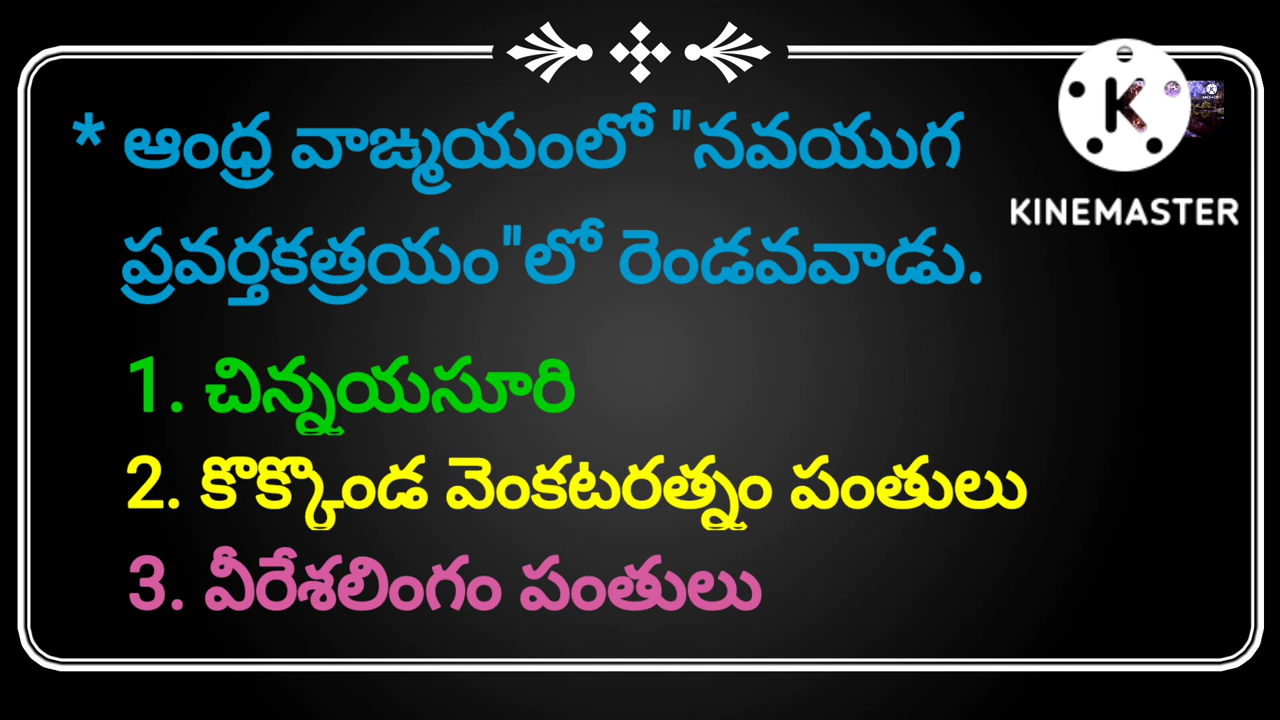 * ఆంధ్ర వాఙ్మయంలో "నవయుగ
ప్రవర్తకత్రయం"లో రెండవవాడు.
1. చిన్నయసూరి
2. కొక్కొండ వెంకటరత్నం పంతులు
3. వీరేశలింగం పంతులు
K
KINEMASTER